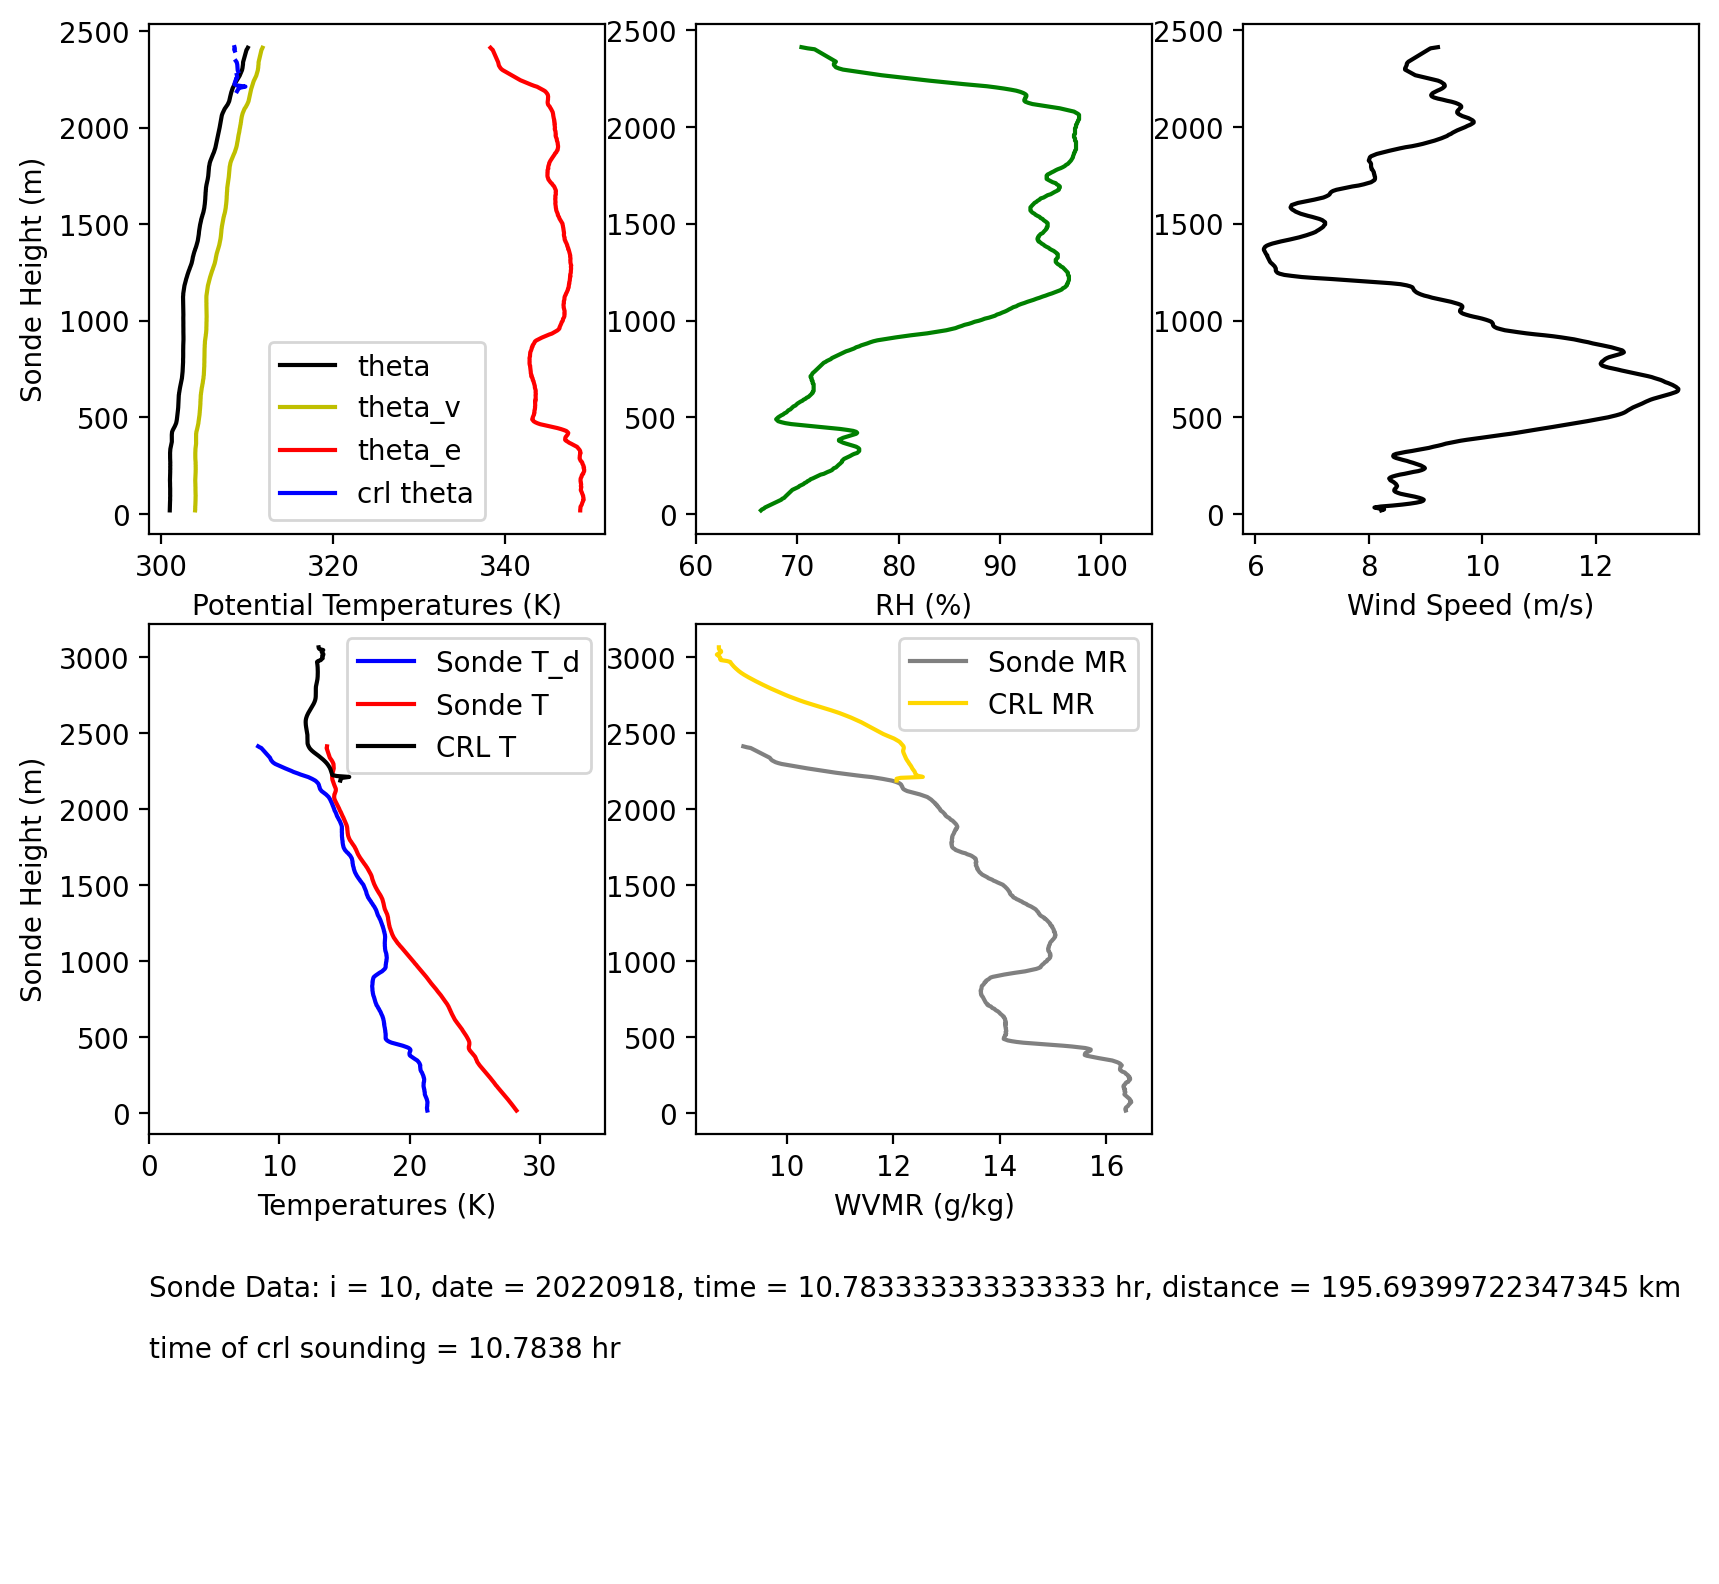 Sonde Height (m)
2500
2000
1500
1000
500
0
300 320 340
Potential Temperatures (K)
theta
theta_v
theta_e
crl theta
2500
2000
1500
1000
500
0
60 70 80 90 100
RH (%)
2500
2000
1500
1000
500
0
6 8 10 12
Wind Speed (m/s)
Sonde Height (m)
3000
2500
2000
1500
1000
500
0
0 10 20 30
Temperatures (K)
Sonde T_d
Sonde T
CRL T
3000
2500
2000
1500
1000
500
0
10 12 14 16
WVMR (g/kg)
Sonde MR
CRL MR
Sonde Data: i = 10, date = 20220918, time = 10.783333333333333 hr, distance = 195.69399722347345 km
time of crl sounding = 10.7838 hr